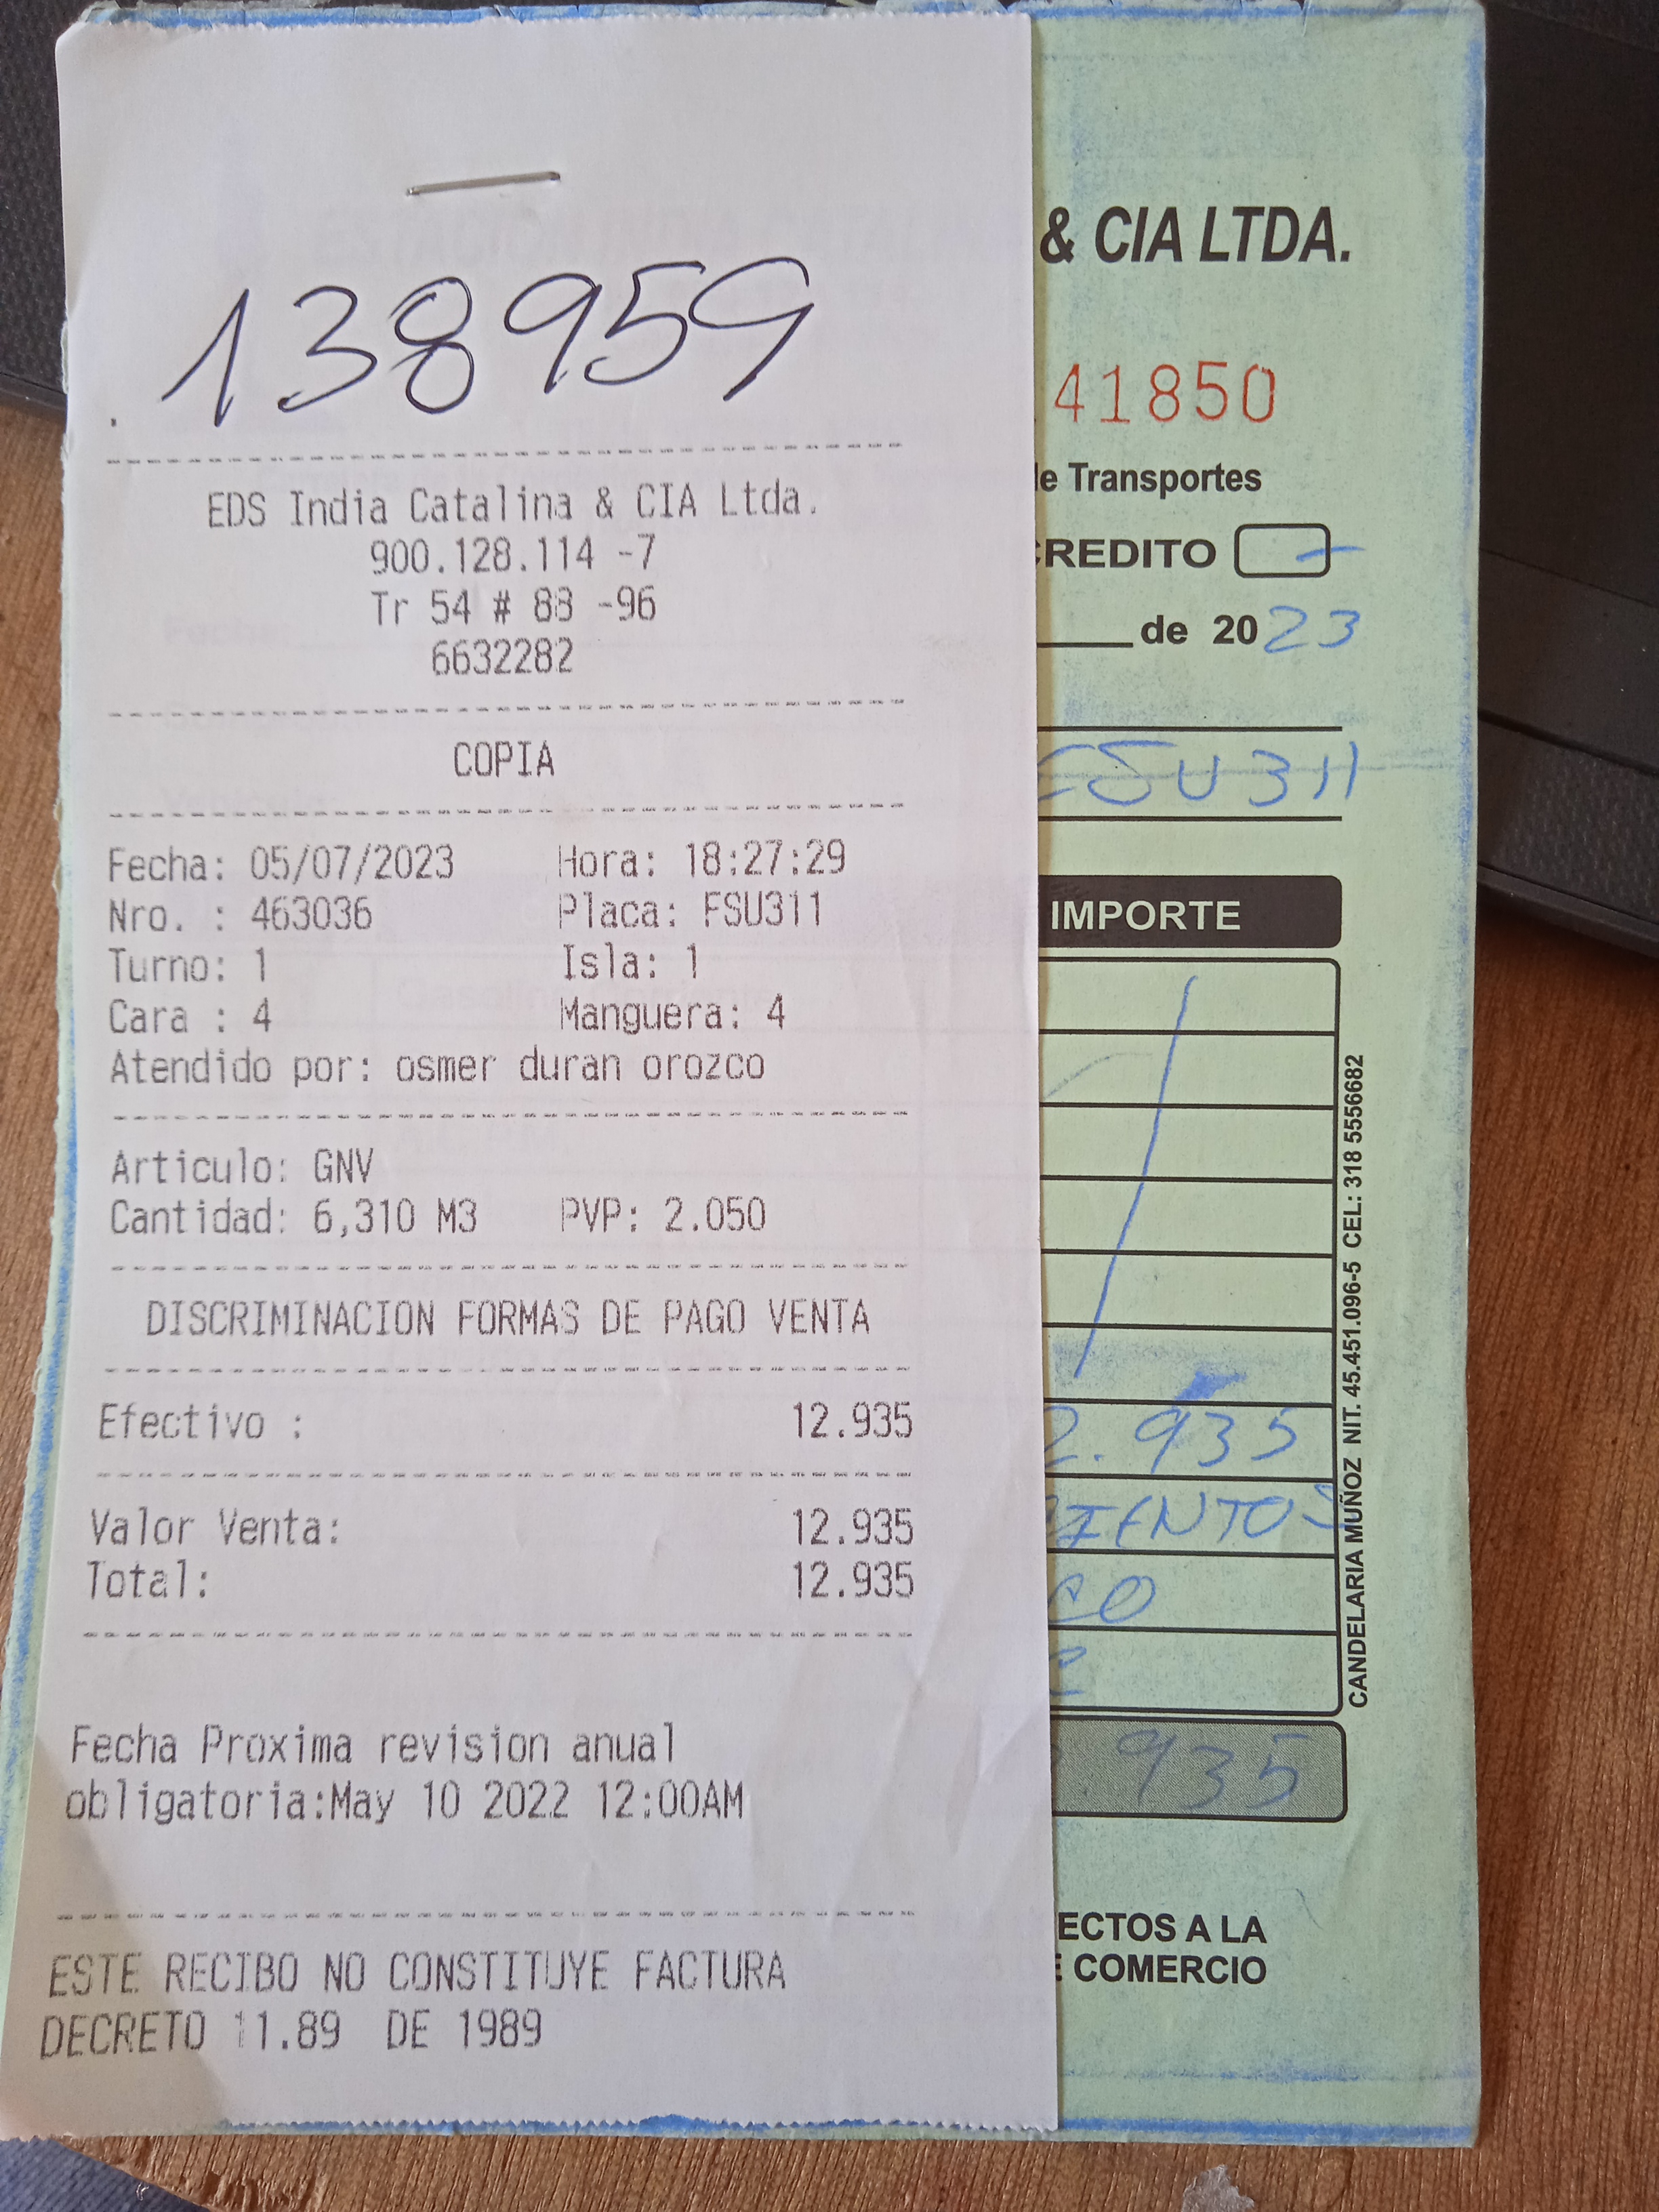 138959
EDS India Catalina & CIA Ltda.
900.128.114 -7
Tr 54 # 88 -96
6632282
COPIA
Fecha: 05/07/2023 Hora: 18:27:29
Nro. : 463036 Placa: FSU311
Turno: 1 Isla: 1
Cara : 4 Manguera: 4
Atendido por: osmer duran orozco
Articulo: GNV
Cantidad: 6,310 M3 PVP: 2.050
DISCRIMINACION FORMAS DE PAGO VENTA
Efectivo : 12.935
Valor Venta: 12.935
Total: 12.935
Fecha Proxima revision anual
obligatoria:May 10 2022 12:00AM
ESTE RECIBO NO CONSTITUYE FACTURA
DECRETO 11.89 DE 1989
& CIA LTDA.
41850
de Transportes
CREDITO
de 2023
FSU311
IMPORTE
2.935
IENTOS
935
ECTOS A LA
E COMERCIO
CANDELARIA MUÑOZ NIT. 45.451.096-5 CEL: 318 5556682